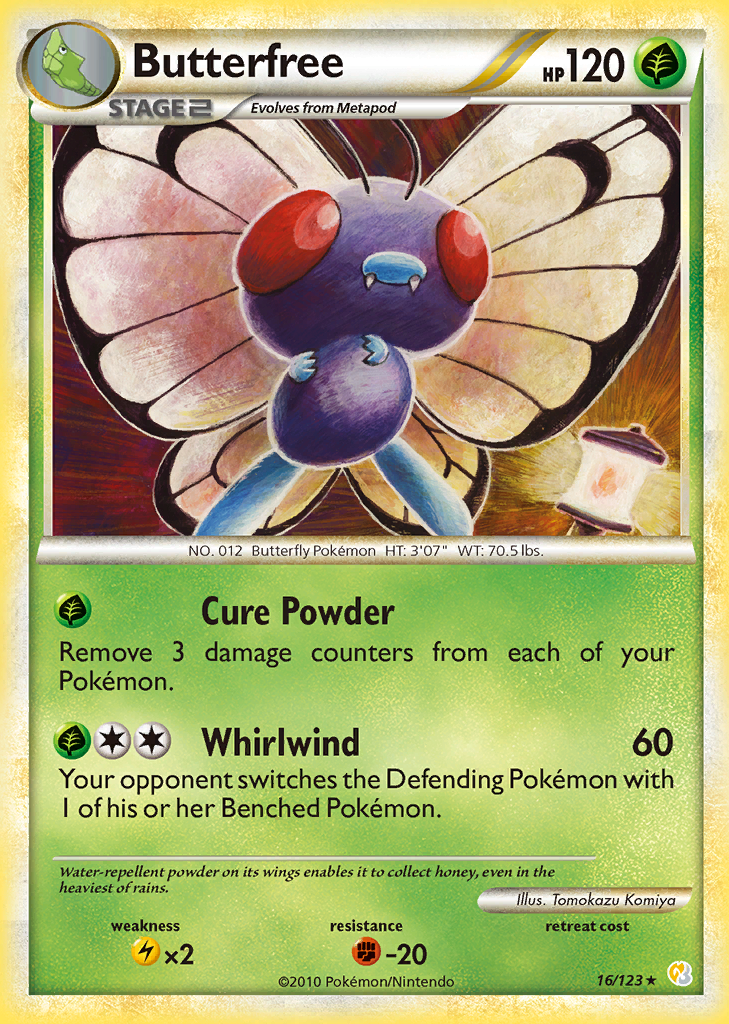 Butterfree
HP 120
STAGE 2
Evolves from Metapod
NO. 012 Butterfly Pokémon HT: 3'07" WT: 70.5 lbs.
Cure Powder
Remove 3 damage counters from each of your
Pokémon.
Whirlwind 60
Your opponent switches the Defending Pokémon with
1 of his or her Benched Pokémon.
Water-repellent powder on its wings enables it to collect honey, even in the
heaviest of rains.
Illus. Tomokazu Komiya
weakness resistance retreat cost
×2 -20
©2010 Pokémon/Nintendo 16/123 ★